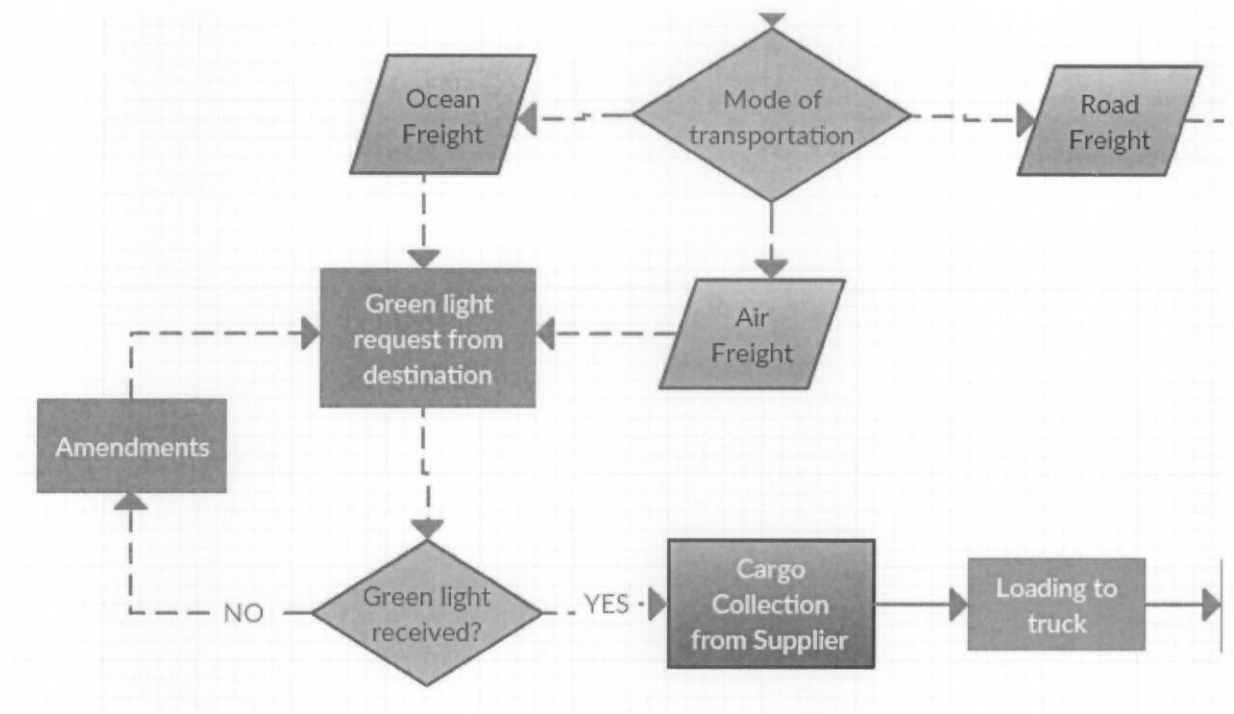 Ocean
Freight
Mode of
transportation
Road
Freight
Green light
request from
destination
Air
Freight
Amendments
Green light
received?
NO
YES
Cargo
Collection
from Supplier
Loading to
truck